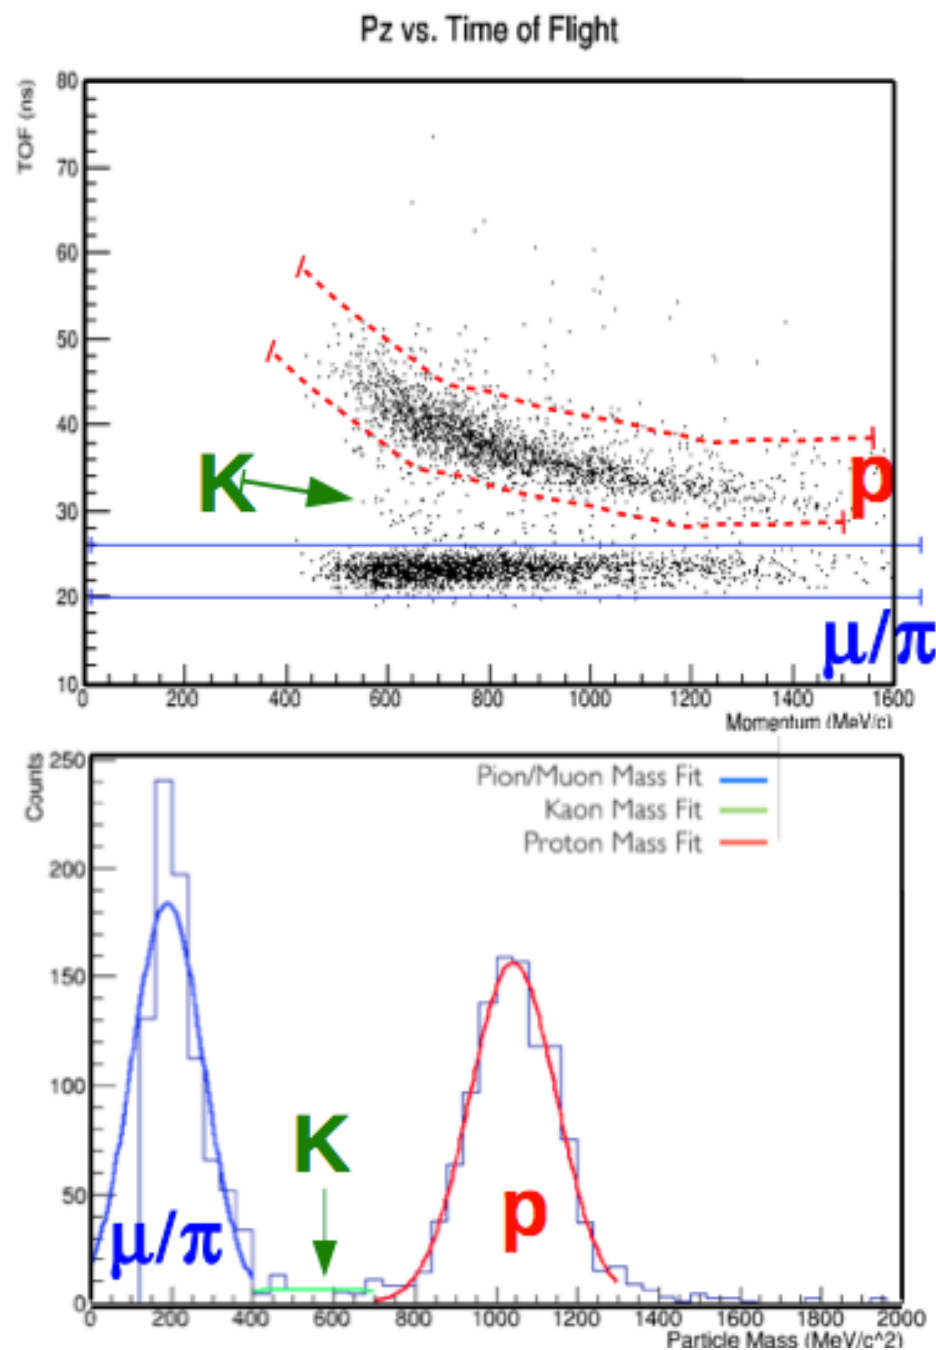 Pz vs. Time of Flight
TOF (ns)
80
70
60
50
40
30
20
10
K
p
μ/π
0 200 400 600 800 1000 1200 1400 1600
Momentum (MeV/c)
Counts
250
200
150
100
50
0
Pion/Muon Mass Fit
Kaon Mass Fit
Proton Mass Fit
K
p
μ/π
0 200 400 600 800 1000 1200 1400 1600 1800 2000
Particle Mass (MeV/c^2)